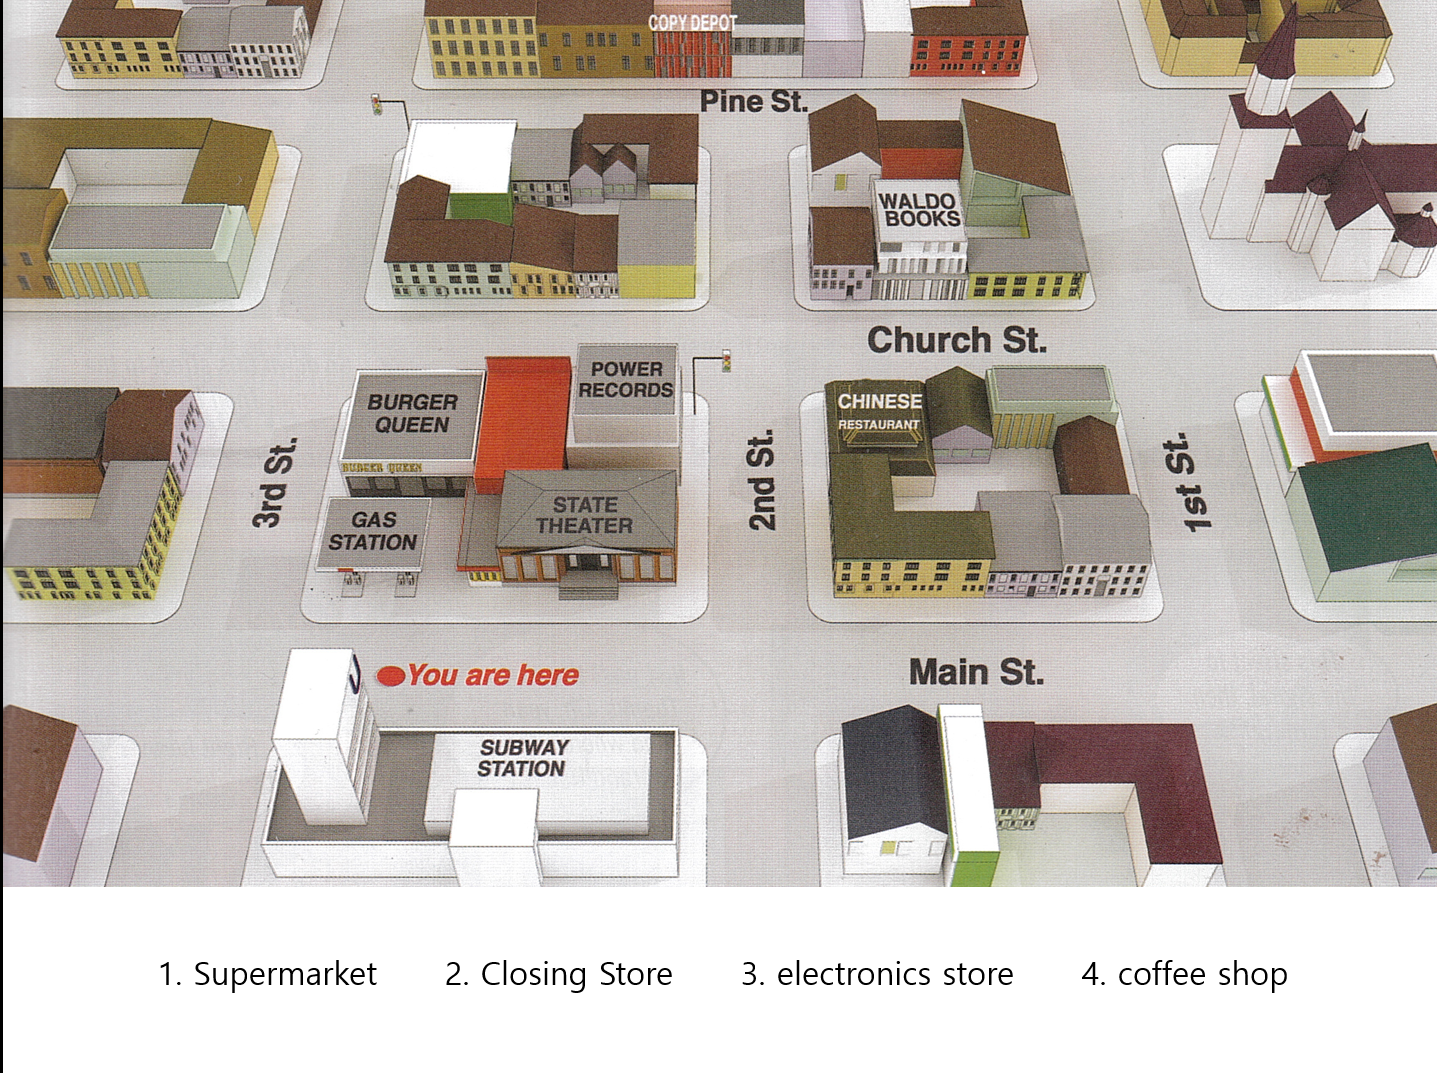 COPY DEPOT
Pine St.
WALDO
BOOKS
Church St.
POWER
RECORDS
BURGER
QUEEN
CHINESE
RESTAURANT
BURGER QUEEN
3rd St.
2nd St.
1st St.
STATE
THEATER
GAS
STATION
You are here
Main St.
J
SUBWAY
STATION
1. Supermarket 2. Closing Store 3. electronics store 4. coffee shop